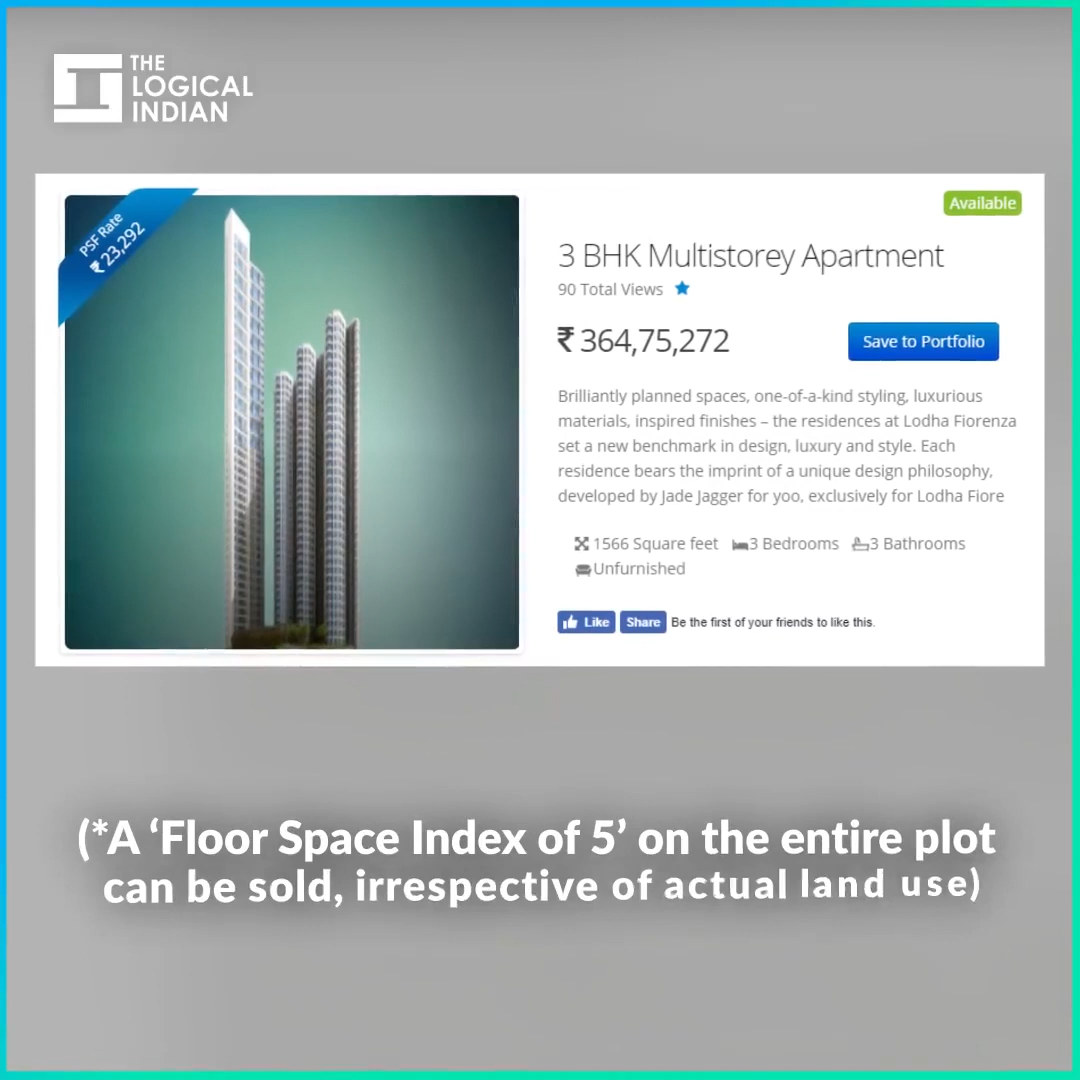 THE
LOGICAL
INDIAN
PSF Rate
₹ 23,292
Available
3 BHK Multistorey Apartment
90 Total Views
₹ 364,75,272
Save to Portfolio
Brilliantly planned spaces, one-of-a-kind styling, luxurious
materials, inspired finishes – the residences at Lodha Fiorenza
set a new benchmark in design, luxury and style. Each
residence bears the imprint of a unique design philosophy,
developed by Jade Jagger for yoo, exclusively for Lodha Fiore
1566 Square feet 3 Bedrooms 3 Bathrooms
Unfurnished
Like Share Be the first of your friends to like this.
(*A ‘Floor Space Index of 5’ on the entire plot
can be sold, irrespective of actual land use)